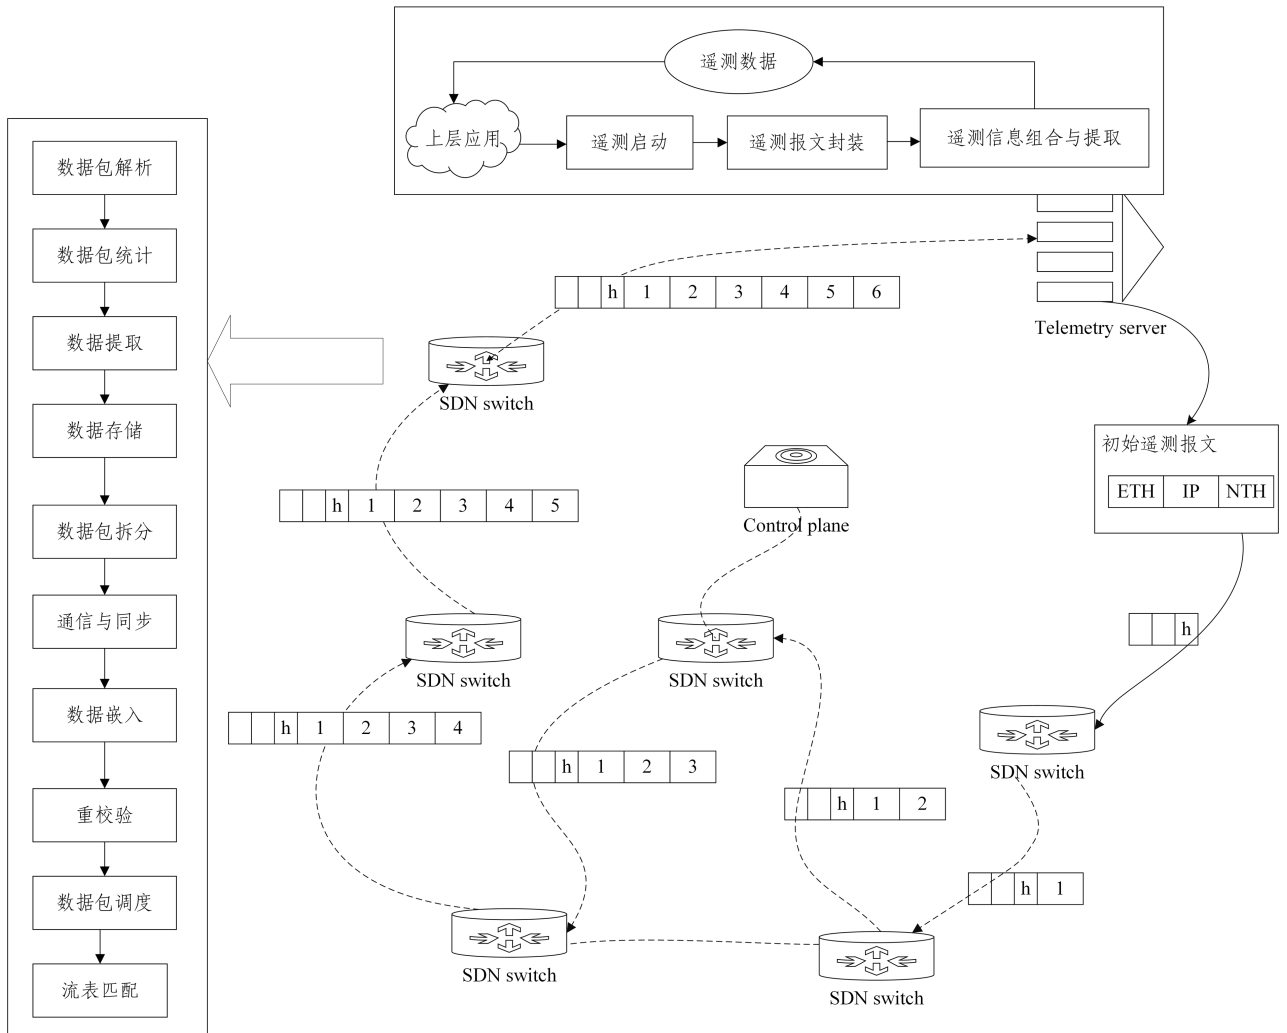 遥测数据
上层应用
遥测启动
遥测报文封装
遥测信息组合与提取
数据包解析
数据包统计
数据提取
数据存储
数据包拆分
通信与同步
数据嵌入
重校验
数据包调度
流表匹配
h 1 2 3 4 5 6
Telemetry server
SDN switch
初始遥测报文
ETH IP NTH
h 1 2 3 4 5
Control plane
h
SDN switch
SDN switch
h 1 2 3 4
h 1 2 3
SDN switch
h 1 2
h 1
SDN switch
SDN switch